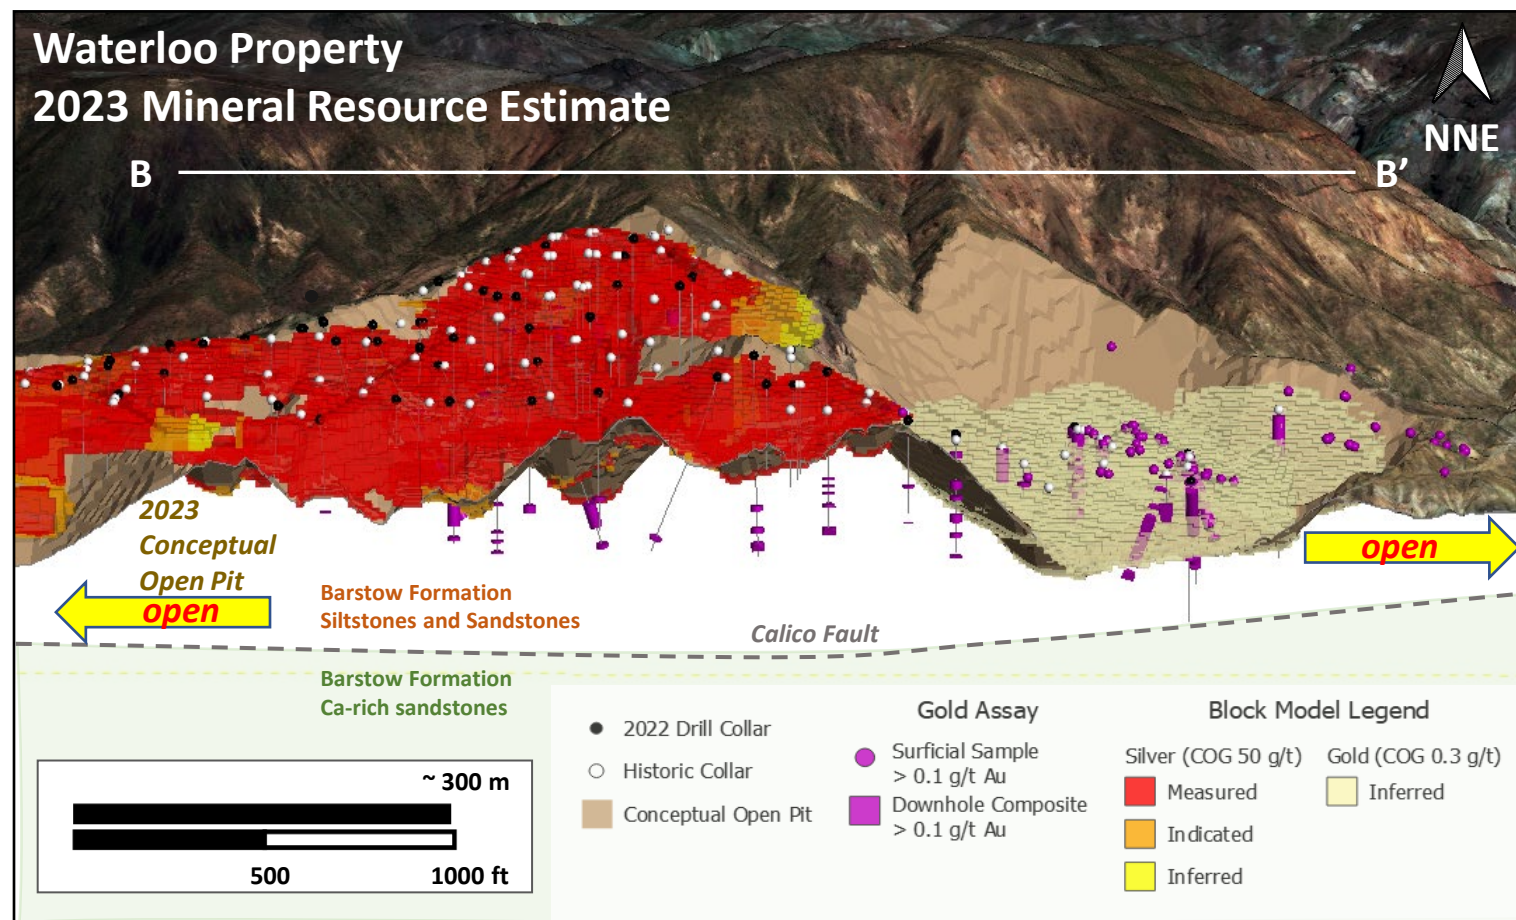 Waterloo Property
2023 Mineral Resource Estimate
NNE
B
B’
2023
Conceptual
Open Pit
open
open
Barstow Formation
Siltstones and Sandstones
Calico Fault
Barstow Formation
Ca-rich sandstones
~ 300 m
500
1000 ft
2022 Drill Collar
Historic Collar
Conceptual Open Pit
Gold Assay
Surficial Sample
> 0.1 g/t Au
Downhole Composite
> 0.1 g/t Au
Block Model Legend
Silver (COG 50 g/t)
Measured
Indicated
Inferred
Gold (COG 0.3 g/t)
Inferred